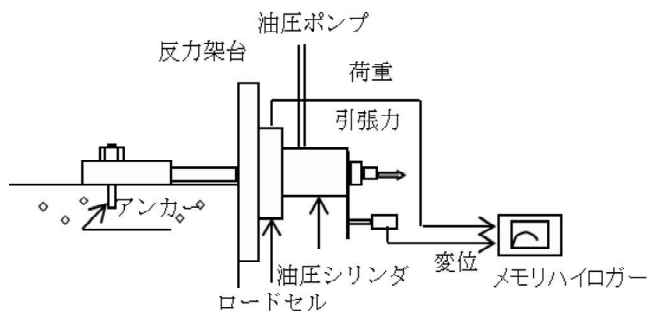 油圧ポンプ
反力架台
荷重
引張力
アンカー
油圧シリンダ
変位
メモリハイロガー
ロードセル